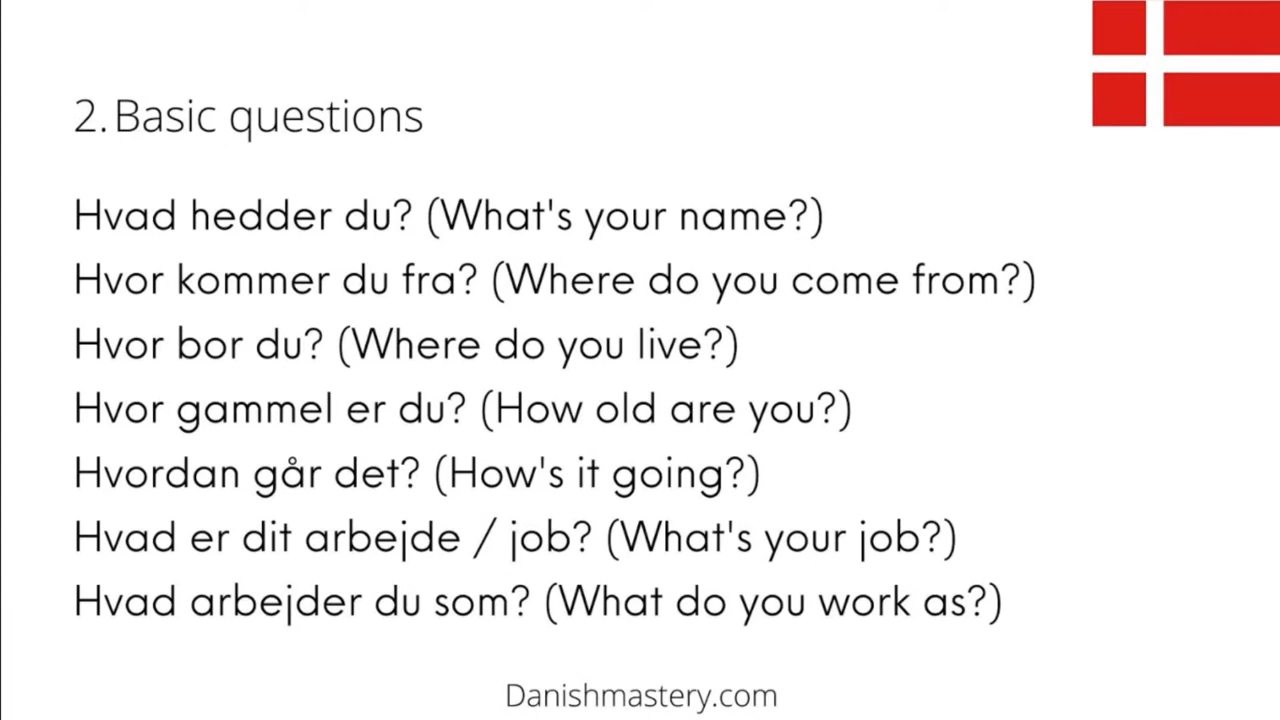 2. Basic questions
Hvad hedder du? (What's your name?)
Hvor kommer du fra? (Where do you come from?)
Hvor bor du? (Where do you live?)
Hvor gammel er du? (How old are you?)
Hvordan går det? (How's it going?)
Hvad er dit arbejde / job? (What's your job?)
Hvad arbejder du som? (What do you work as?)
Danishmastery.com